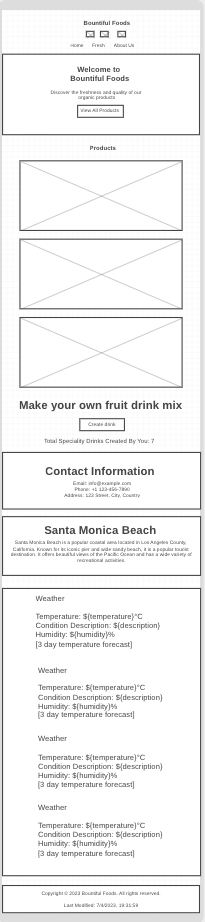 Bountiful Foods
Home Fresh About Us
Welcome to
Bountiful Foods
Discover the freshness and quality of our
organic products
View All Products
Products
Make your own fruit drink mix
Create drink
Total Speciality Drinks Created By You: 7
Contact Information
Email: info@example.com
Phone: +1 123-456-7890
Address: 123 Street, City, Country
Santa Monica Beach
Santa Monica Beach is a popular coastal area located in Los Angeles County,
California. Known for its iconic pier and wide sandy beach, it is a popular tourist
destination. It offers beautiful views of the Pacific Ocean and has a wide variety of
recreational activities.
Weather
Temperature: ${temperature}°C
Condition Description: ${description}
Humidity: ${humidity}%
[3 day temperature forecast]
Weather
Temperature: ${temperature}°C
Condition Description: ${description}
Humidity: ${humidity}%
[3 day temperature forecast]
Weather
Temperature: ${temperature}°C
Condition Description: ${description}
Humidity: ${humidity}%
[3 day temperature forecast]
Weather
Temperature: ${temperature}°C
Condition Description: ${description}
Humidity: ${humidity}%
[3 day temperature forecast]
Copyright © 2023 Bountiful Foods. All rights reserved
Last Modified: 7/4/2023, 19:31:59